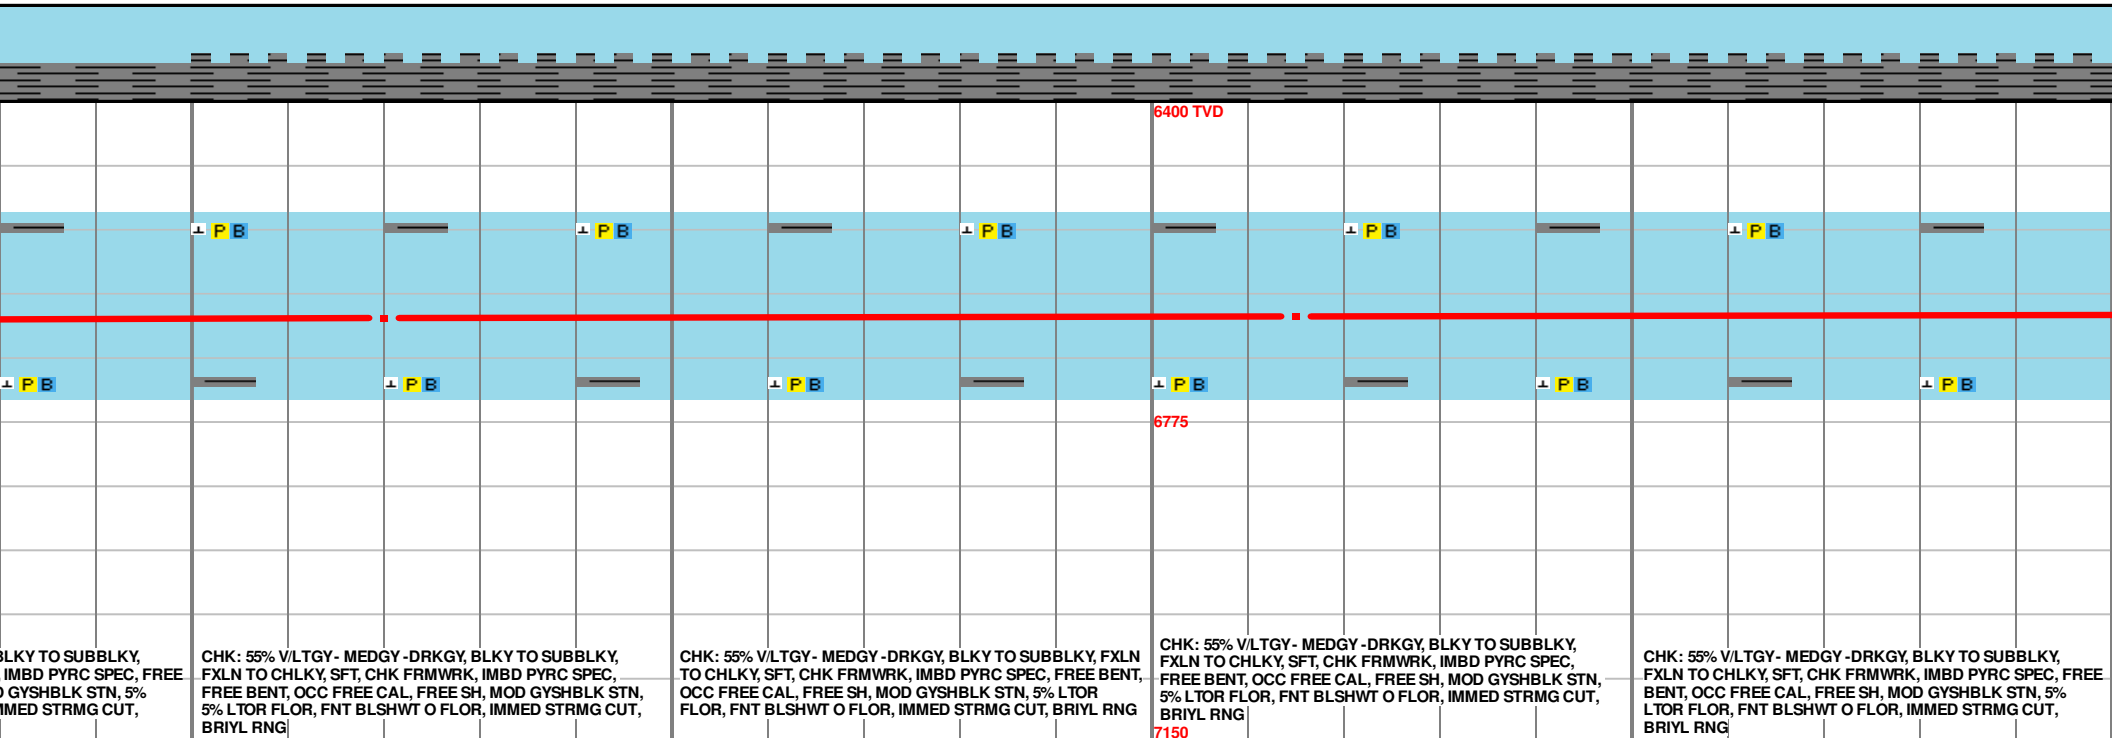 6400 TVD
⊥ P B
⊥ P B
⊥ P B
⊥ P B
⊥ P B
⊥ P B
⊥ P B
⊥ P B
⊥ P B
⊥ P B
⊥ P B
6775
BLKY TO SUBBLKY,
IMBD PYRC SPEC, FREE
GYSHBLK STN, 5%
IMMED STRMG CUT,
CHK: 55% V/LTGY- MEDGY -DRKGY, BLKY TO SUBBLKY,
FXLN TO CHLKY, SFT, CHK FRMWRK, IMBD PYRC SPEC,
FREE BENT, OCC FREE CAL, FREE SH, MOD GYSHBLK STN,
5% LTOR FLOR, FNT BLSHWT O FLOR, IMMED STRMG CUT,
BRIYL RNG
CHK: 55% V/LTGY- MEDGY -DRKGY, BLKY TO SUBBLKY, FXLN
TO CHLKY, SFT, CHK FRMWRK, IMBD PYRC SPEC, FREE BENT,
OCC FREE CAL, FREE SH, MOD GYSHBLK STN, 5% LTOR
FLOR, FNT BLSHWT O FLOR, IMMED STRMG CUT, BRIYL RNG
CHK: 55% V/LTGY- MEDGY -DRKGY, BLKY TO SUBBLKY,
FXLN TO CHLKY, SFT, CHK FRMWRK, IMBD PYRC SPEC,
FREE BENT, OCC FREE CAL, FREE SH, MOD GYSHBLK STN,
5% LTOR FLOR, FNT BLSHWT O FLOR, IMMED STRMG CUT,
BRIYL RNG
7150
CHK: 55% V/LTGY- MEDGY -DRKGY, BLKY TO SUBBLKY,
FXLN TO CHLKY, SFT, CHK FRMWRK, IMBD PYRC SPEC, FREE
BENT, OCC FREE CAL, FREE SH, MOD GYSHBLK STN, 5%
LTOR FLOR, FNT BLSHWT O FLOR, IMMED STRMG CUT,
BRIYL RNG